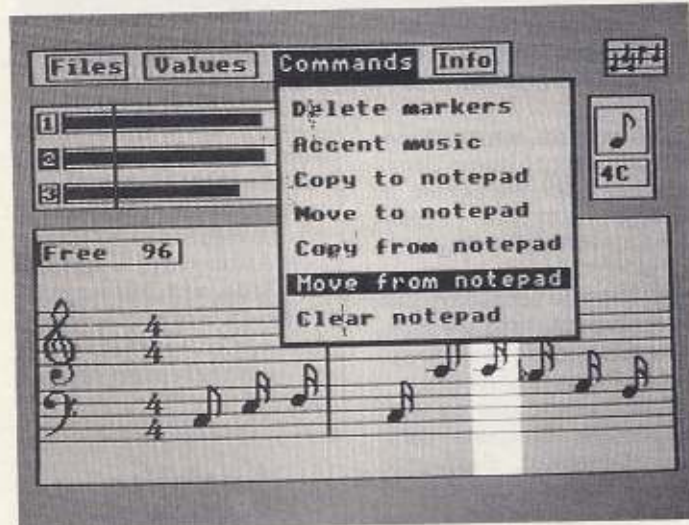 Files Values Commands Info
Delete markers
Accent music
Copy to notepad
Move to notepad
Copy from notepad
Move from notepad
Clear notepad
1
2
3
4C
Free 96
4 4
4 4